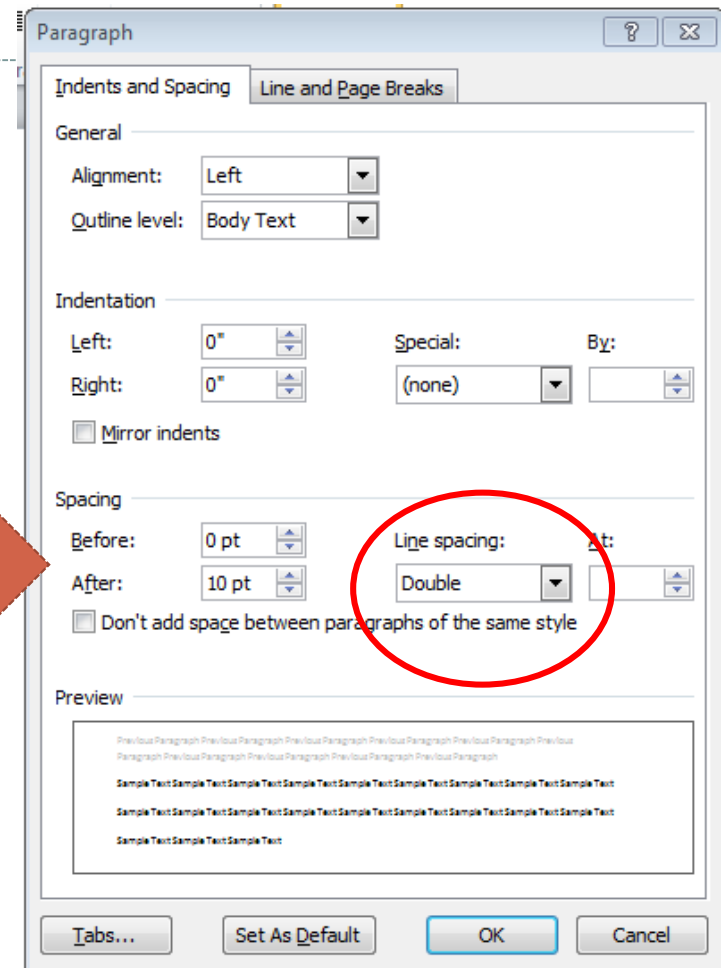 Paragraph
Indents and Spacing Line and Page Breaks
General
Alignment: Left
Outline level: Body Text
Indentation
Left: 0" Special: By:
Right: 0" (none)
Mirror indents
Spacing
Before: 0 pt Line spacing: At:
After: 10 pt Double
Don't add space between paragraphs of the same style
Preview
Previous Paragraph Previous Paragraph Previous Paragraph Previous Paragraph Previous Paragraph Previous
Paragraph Previous Paragraph Previous Paragraph Previous Paragraph Previous Paragraph
Sample Text Sample Text Sample Text Sample Text Sample Text Sample Text Sample Text Sample Text Sample Text
Sample Text Sample Text Sample Text Sample Text Sample Text Sample Text Sample Text Sample Text Sample Text
Sample Text Sample Text Sample Text
Tabs... Set As Default OK Cancel